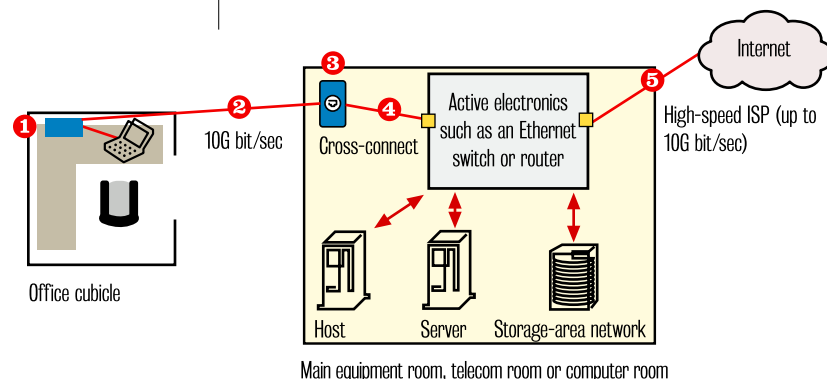 Internet
High-speed ISP (up to
10G bit/sec)
5
3
4
2
1
10G bit/sec
Cross-connect
Active electronics
such as an Ethernet
switch or router
Office cubicle
Host
Server
Storage-area network
Main equipment room, telecom room or computer room